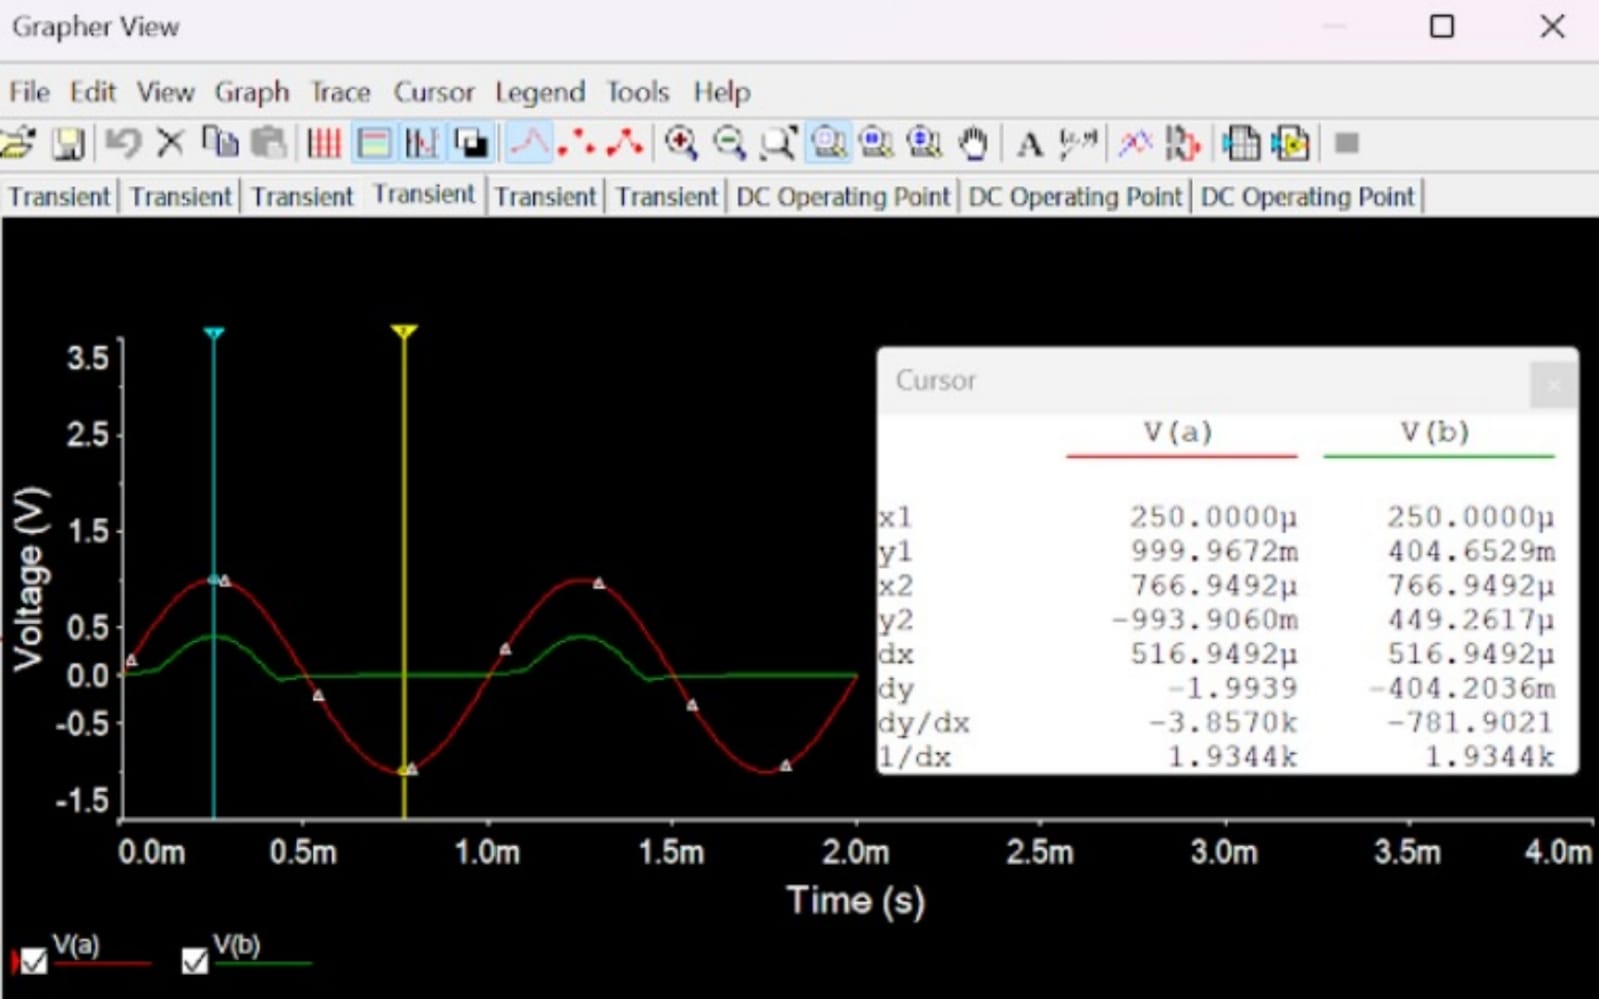 Grapher View
File Edit View Graph Trace Cursor Legend Tools Help
A
Transient Transient Transient Transient Transient Transient DC Operating Point DC Operating Point DC Operating Point
3.5
2.5
1.5
0.5
0.0
-0.5
-1.5
Voltage (V)
0.0m 0.5m 1.0m 1.5m 2.0m 2.5m 3.0m 3.5m 4.0m
Time (s)
V(a) V(b)
Cursor
V(a) V(b)
x1 250.0000µ 250.0000µ
y1 999.9672m 404.6529m
x2 766.9492µ 766.9492µ
y2 -993.9060m 449.2617µ
dx 516.9492µ 516.9492µ
dy -1.9939 -404.2036m
dy/dx -3.8570k -781.9021
1/dx 1.9344k 1.9344k